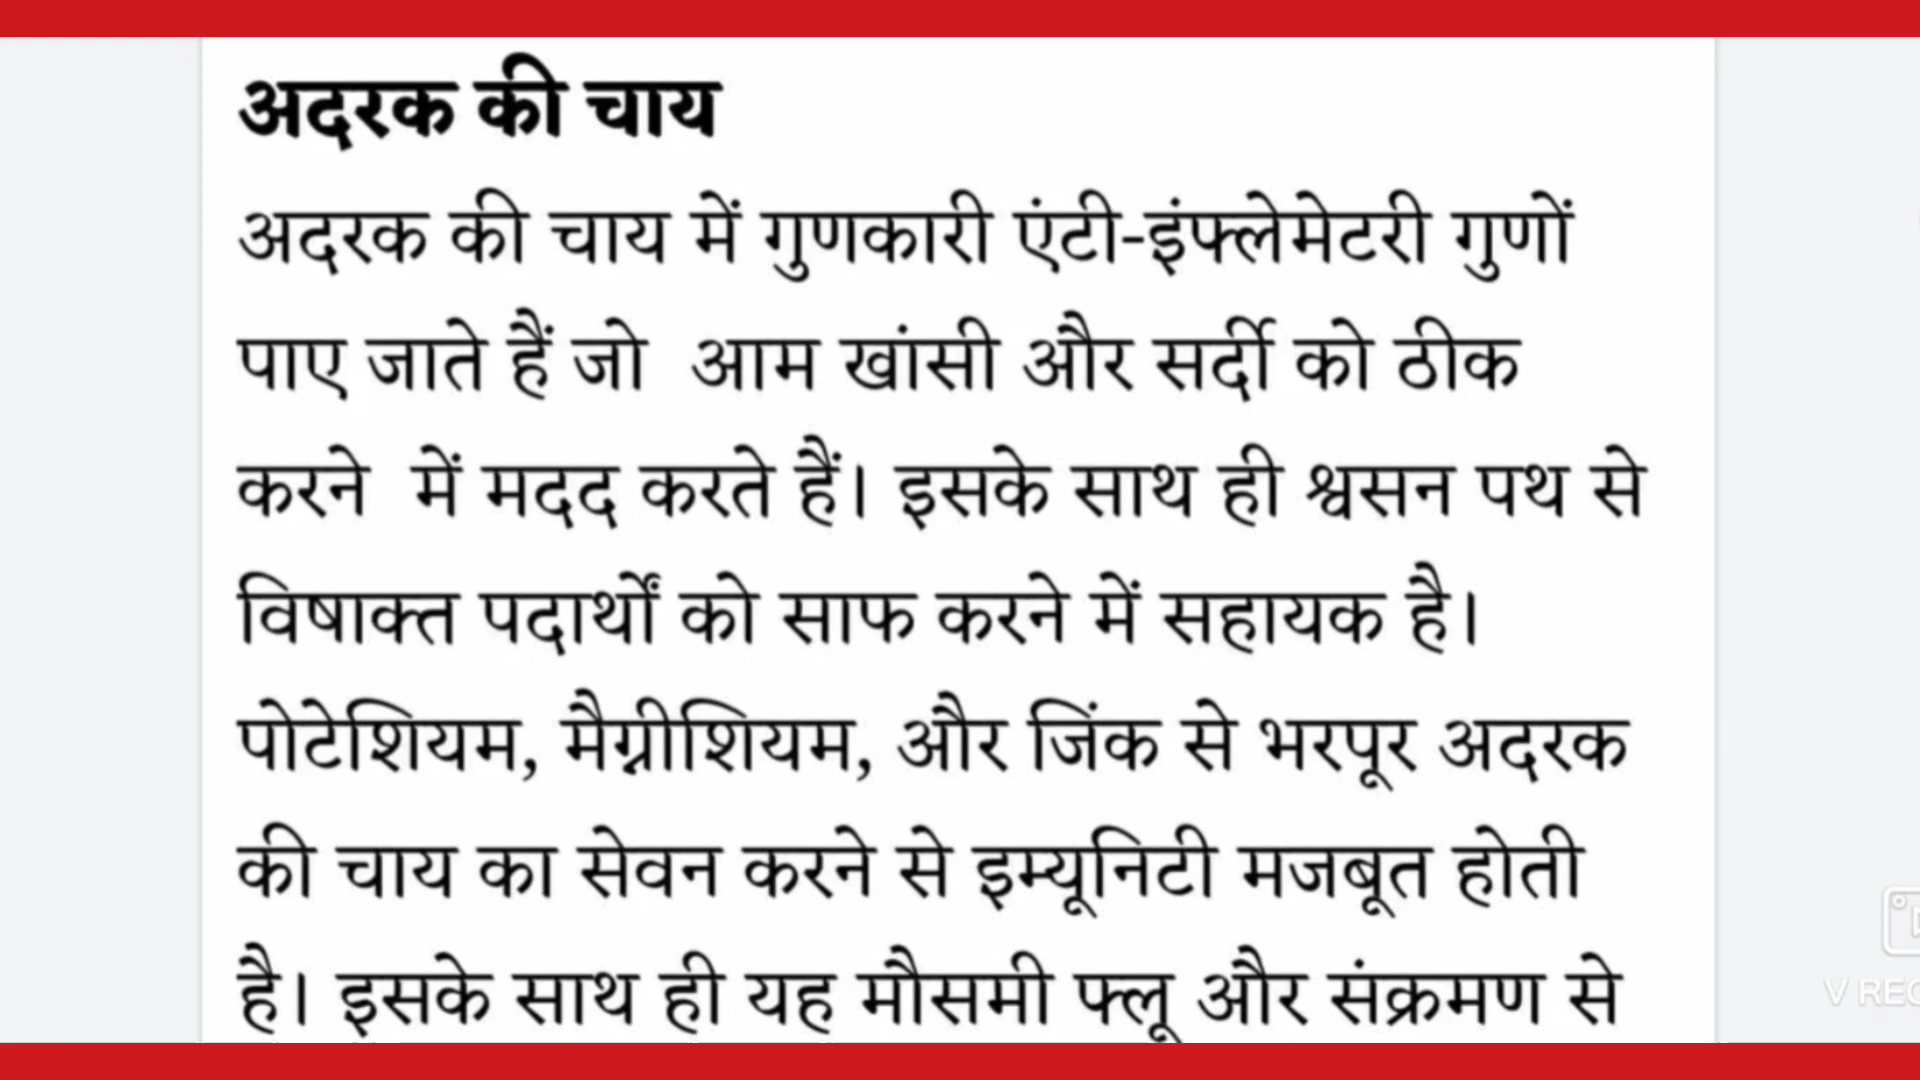 अदरक की चाय
अदरक की चाय में गुणकारी एंटी-इंफ्लेमेटरी गुणों
पाए जाते हैं जो आम खांसी और सर्दी को ठीक
करने में मदद करते हैं। इसके साथ ही श्वसन पथ से
विषाक्त पदार्थों को साफ करने में सहायक है।
पोटेशियम, मैग्नीशियम, और जिंक से भरपूर अदरक
की चाय का सेवन करने से इम्यूनिटी मजबूत होती
है। इसके साथ ही यह मौसमी फ्लू और संक्रमण से
V REC